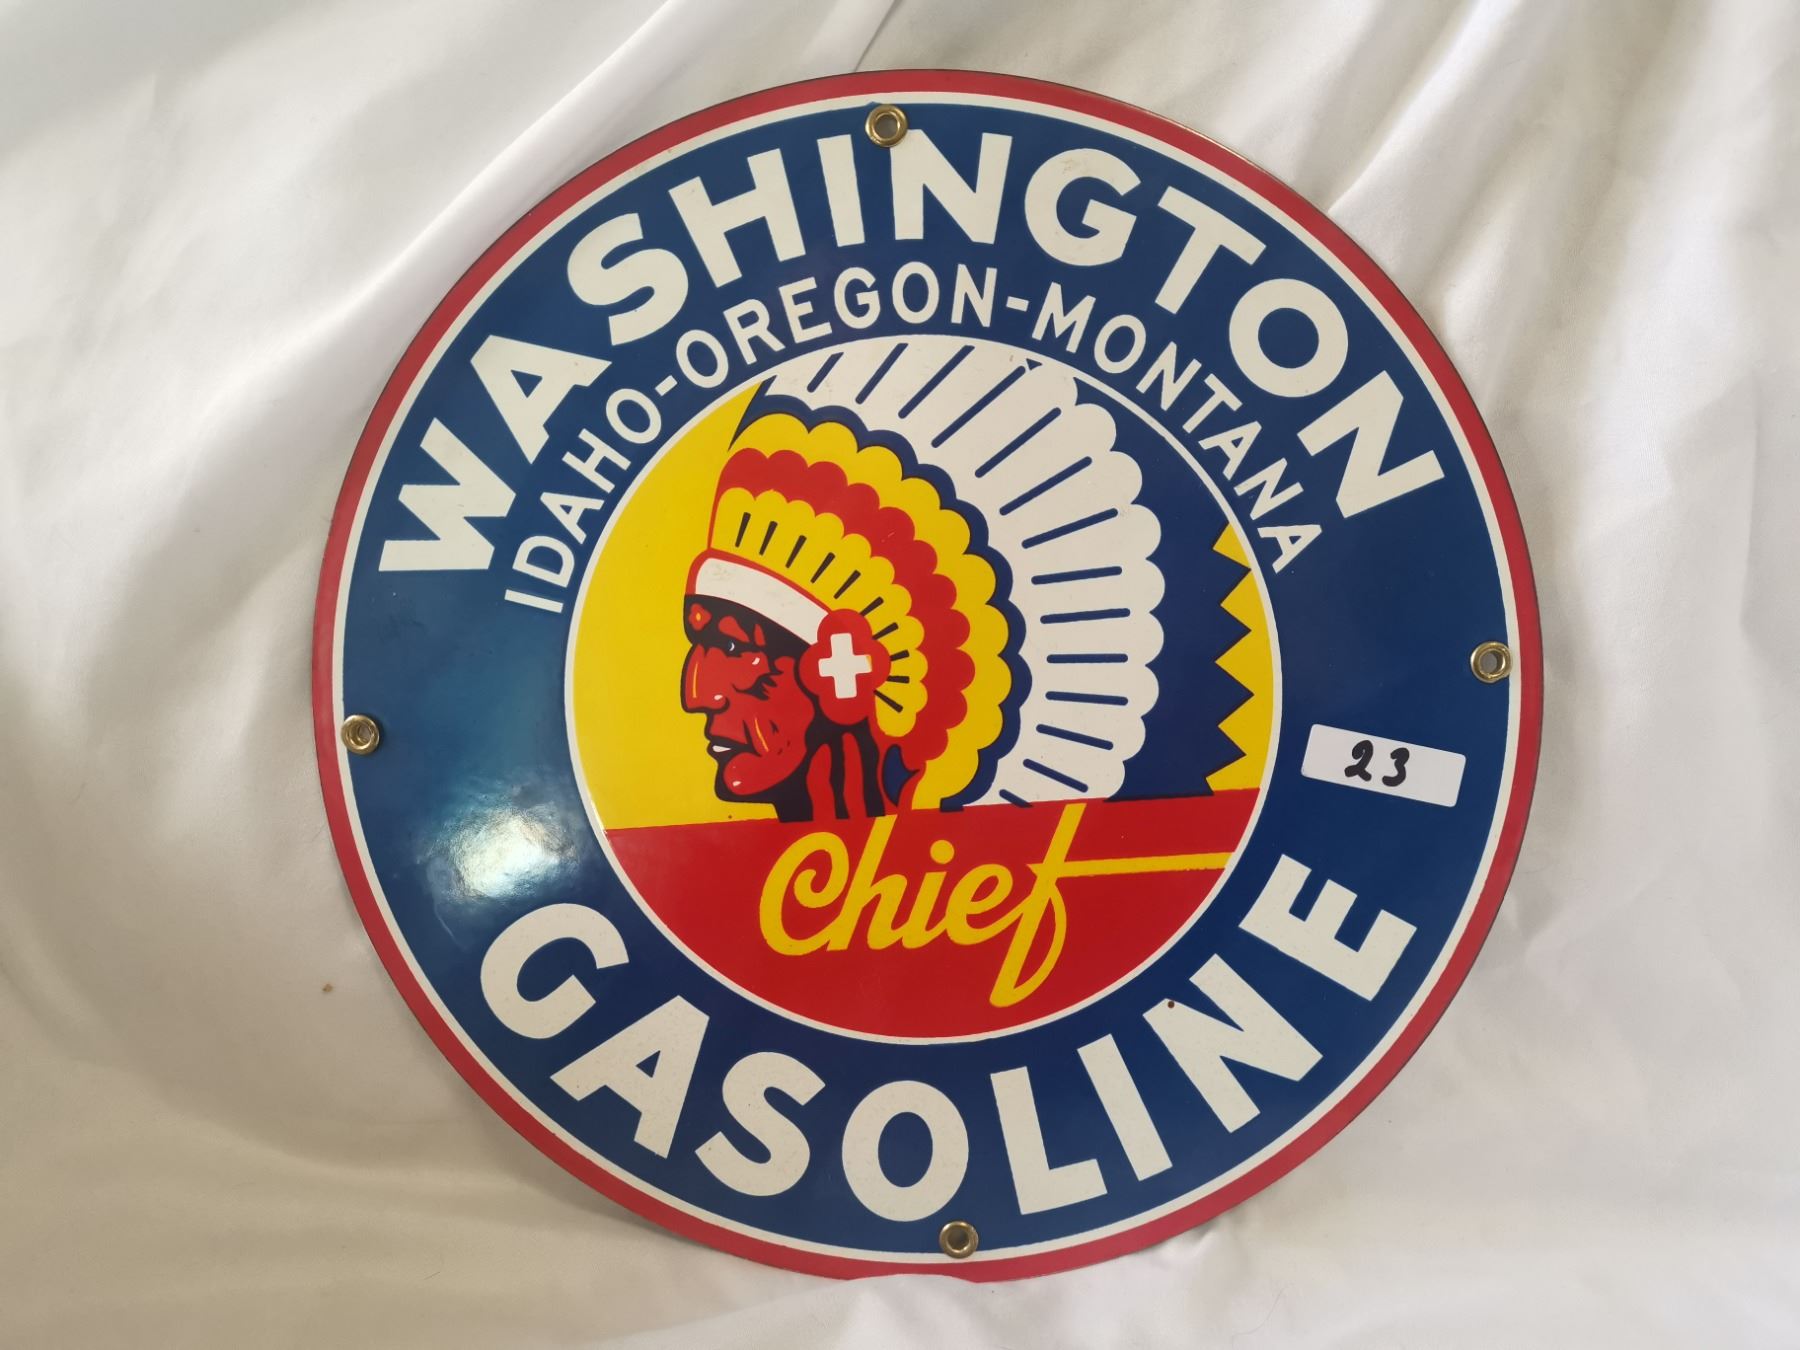 WASHINGTON
IDAHO-OREGON-MONTANA
Chief
23
GASOLINE